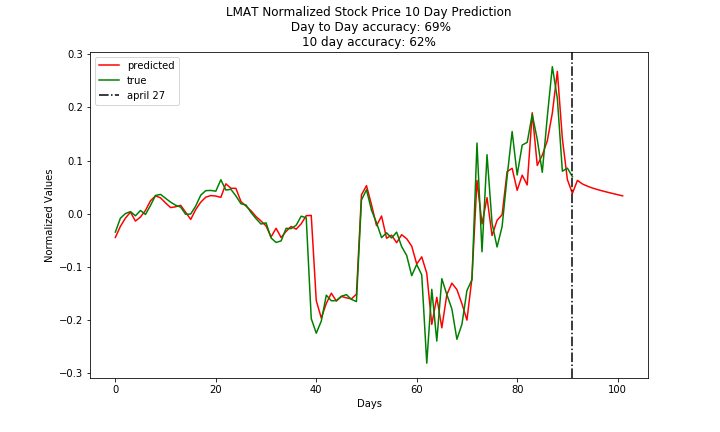 LMAT Normalized Stock Price 10 Day Prediction
Day to Day accuracy: 69%
10 day accuracy: 62%
predicted
true
april 27
Normalized Values
0.3
0.2
0.1
0.0
−0.1
−0.2
−0.3
0 20 40 60 80 100
Days